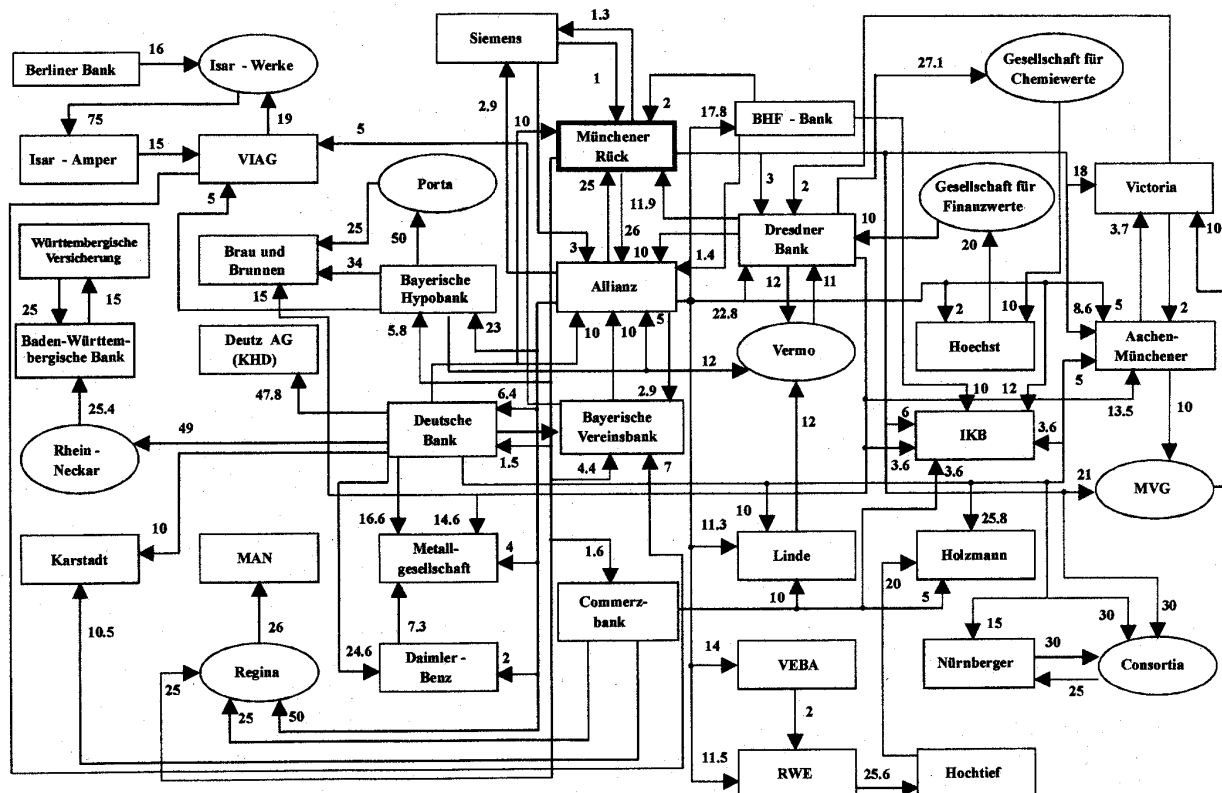 1.3
16
Siemens
Gesellschaft für
Chemiewerte
Berliner Bank
Isar - Werke
27.1
1
2.9
2
17.8
BHF - Bank
75
19
5
10
Münchener
Rück
Isar - Amper
15
VIAG
Porta
25
3
2
Gesellschaft für
Finanzwerte
18
Victoria
5
11.9
10
Württembergische
Versicherung
25
Brau und
Brunnen
50
26
Dresdner
Bank
20
3.7
10
34
Bayerische
Hypobank
3
10
1.4
Allianz
12
11
25
15
15
5.8
23
10
10
5
22.8
2
10
8.6
5
2
Baden-Württem-
bergische Bank
Deutz AG
(KHD)
Vermo
Hoechst
Aachen-
Münchener
47.8
12
5
25.4
6.4
2.9
10
12
13.5
10
Rhein -
Neckar
49
Deutsche
Bank
Bayerische
Vereinsbank
12
6
IKB
3.6
1.5
4.4
7
3.6
3.6
21
MVG
16.6
14.6
10
25.8
10
11.3
Karstadt
MAN
Metall-
gesellschaft
4
1.6
Linde
Holzmann
20
10.5
26
7.3
Commerz-
bank
10
5
30
30
15
24.6
14
Regina
Daimler -
Benz
2
VEBA
Nürnberger
30
Consortia
25
25
50
25
2
11.5
RWE
25.6
Hochtief